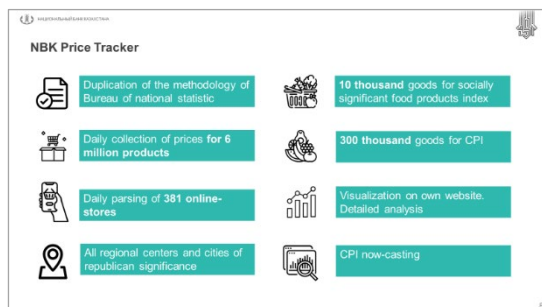 НАЦИОНАЛЬНЫЙ БАНК КАЗАХСТАНА
NBK Price Tracker
Duplication of the methodology of
Bureau of national statistic
Daily collection of prices for 6
million products
Daily parsing of 381 online-
stores
All regional centers and cities of
republican significance
10 thousand goods for socially
significant food products index
300 thousand goods for CPI
Visualization on own website.
Detailed analysis
CPI now-casting